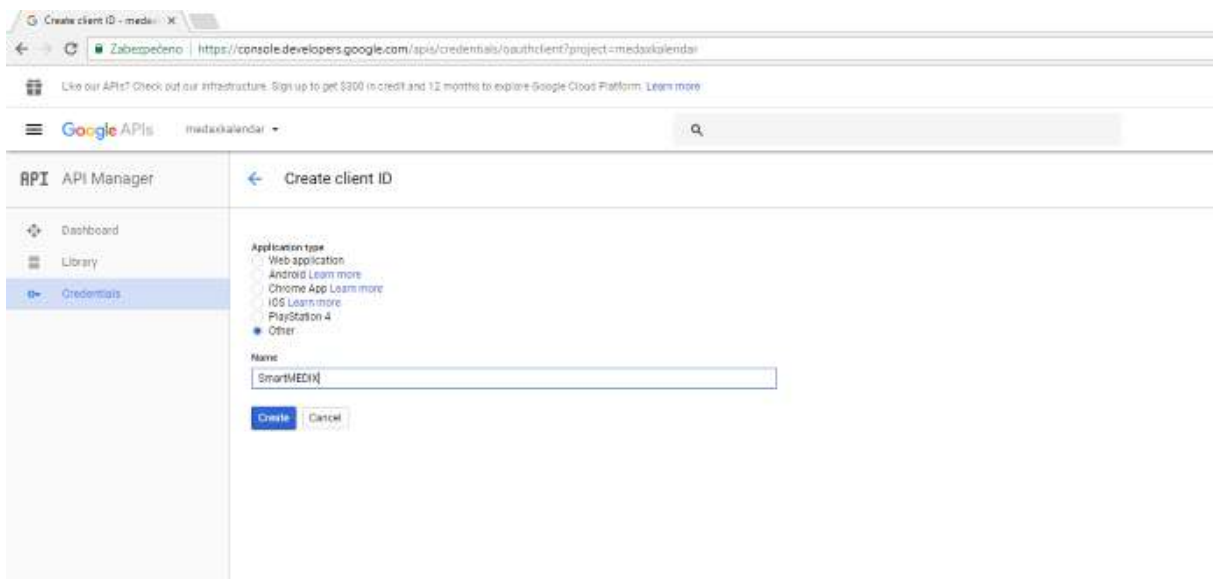 Create client ID - meda
Zabezpečeno https://console.developers.google.com/apis/credentials/oauthclient?project=medaxkalendar
Like our APIs? Check out our infrastructure. Sign up to get $300 in credit and 12 months to explore Google Cloud Platform. Learn more
Google APIs medaxkalendar
API API Manager
Create client ID
Dashboard
Library
Credentials
Application type
Web application
Android Learn more
Chrome App Learn more
iOS Learn more
PlayStation 4
Other
Name
SmartMEDIX
Create Cancel